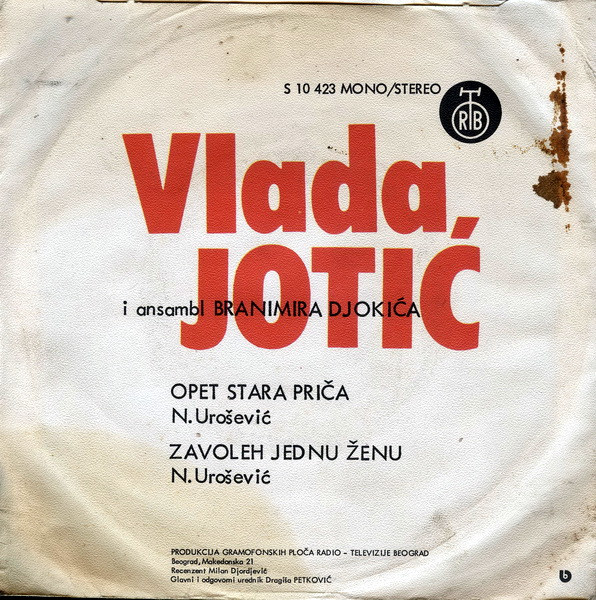 S 10 423 MONO/STEREO
RTB
Vlada
JOTIĆ
i ansambl BRANIMIRA DJOKIĆA
OPET STARA PRIČA
N.Urošević
ZAVOLEH JEDNU ŽENU
N.Urošević
PRODUKCIJA GRAMOFONSKIH PLOČA RADIO - TELEVIZIJE BEOGRAD
Beograd, Makedonska 21
Recenzent Milan Djordjević
Glavni i odgovorni urednik Dragiša PETKOVIĆ
b